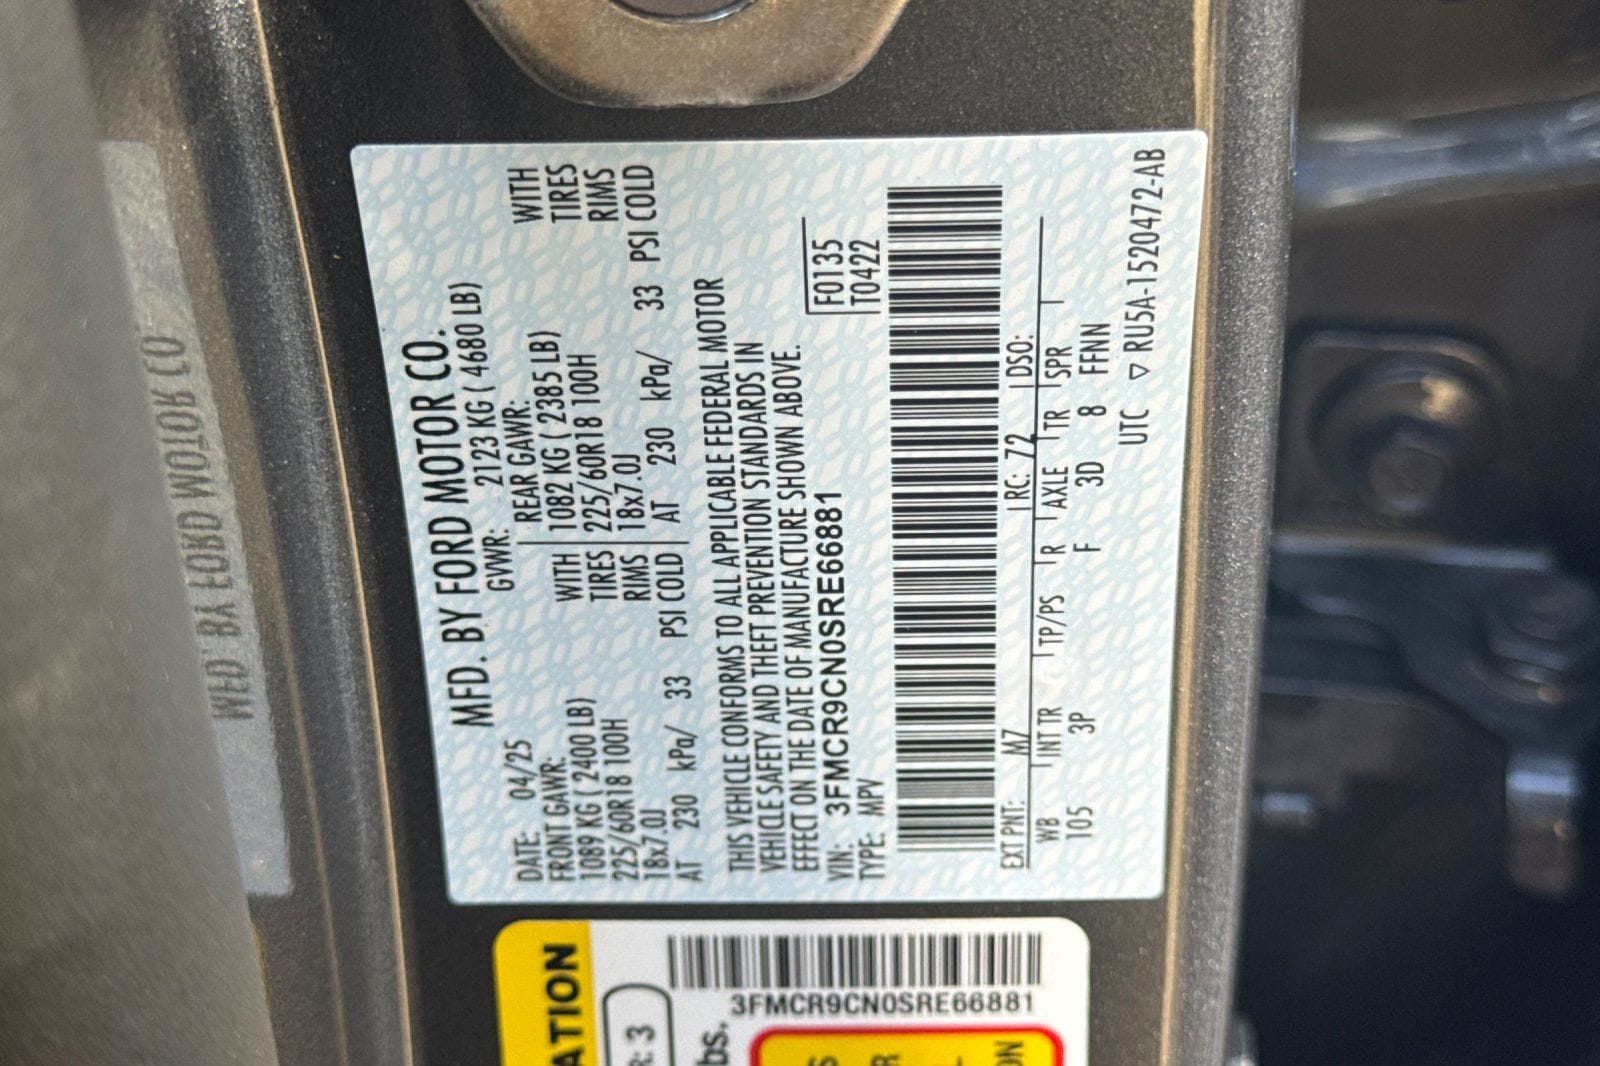 MFD. BY FORD MOTOR CO.
DATE: 04/25 GVWR: 2123 KG ( 4680 LB)
FRONT GAWR: REAR GAWR:
1089 KG ( 2400 LB) WITH 1082 KG ( 2385 LB) WITH
225/60R18 100H TIRES 225/60R18 100H TIRES
18x7.0J RIMS 18x7.0J RIMS
AT 230 kPa/ 33 PSI COLD AT 230 kPa/ 33 PSI COLD
THIS VEHICLE CONFORMS TO ALL APPLICABLE FEDERAL MOTOR
VEHICLE SAFETY AND THEFT PREVENTION STANDARDS IN
EFFECT ON THE DATE OF MANUFACTURE SHOWN ABOVE.
VIN: 3FMCR9CN0SRE66881 F0135
TYPE: MPV T0422
EXT PNT: M7 RC: 72 DSO:
WB INT TR TP/PS R AXLE TR SPR
105 3P F 3D 8 FFNN
UTC ▽ RU5A-1520472-AB
ATION
R: 3
bs.
3FMCR9CN0SRE66881
MFD. BY FORD MOTOR CO